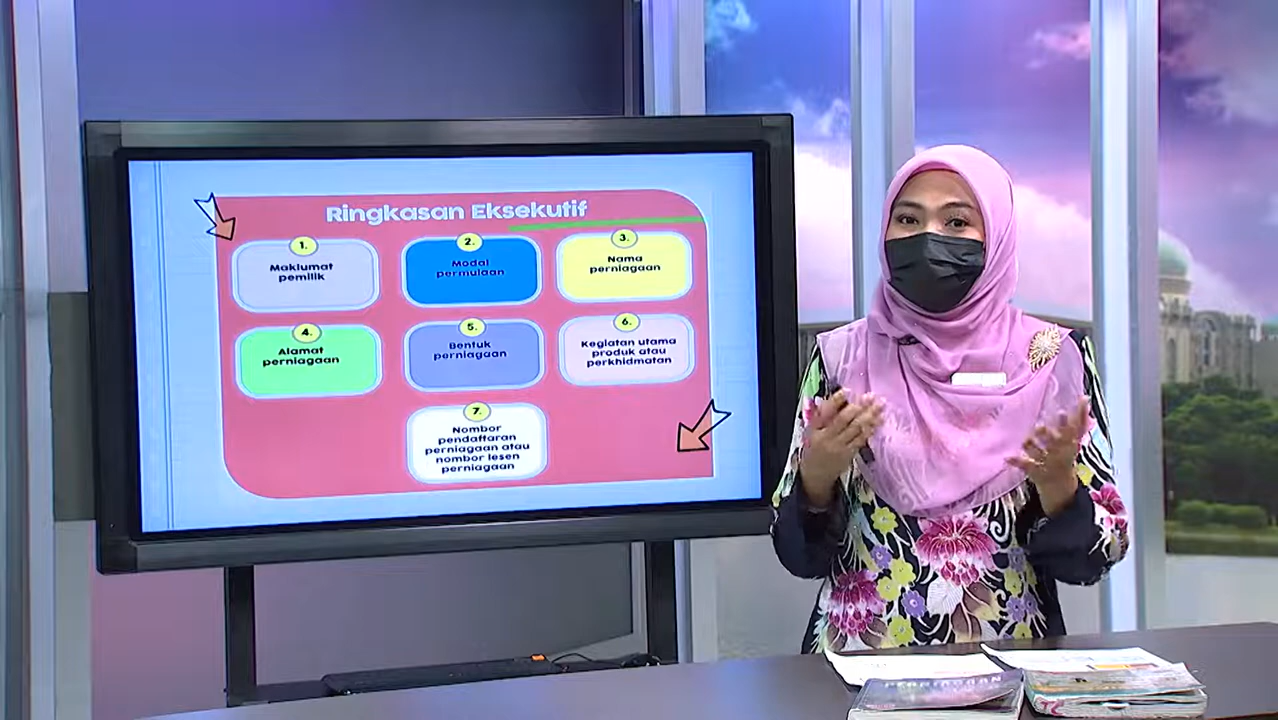 Ringkasan Eksekutif
1.
Maklumat
pemilik
2.
Modal
permulaan
3.
Nama
perniagaan
4.
Alamat
perniagaan
5.
Bentuk
perniagaan
6.
Kegiatan utama
produk atau
perkhidmatan
7.
Nombor
pendaftaran
perniagaan atau
nombor lesen
perniagaan
PERNIAGAAN